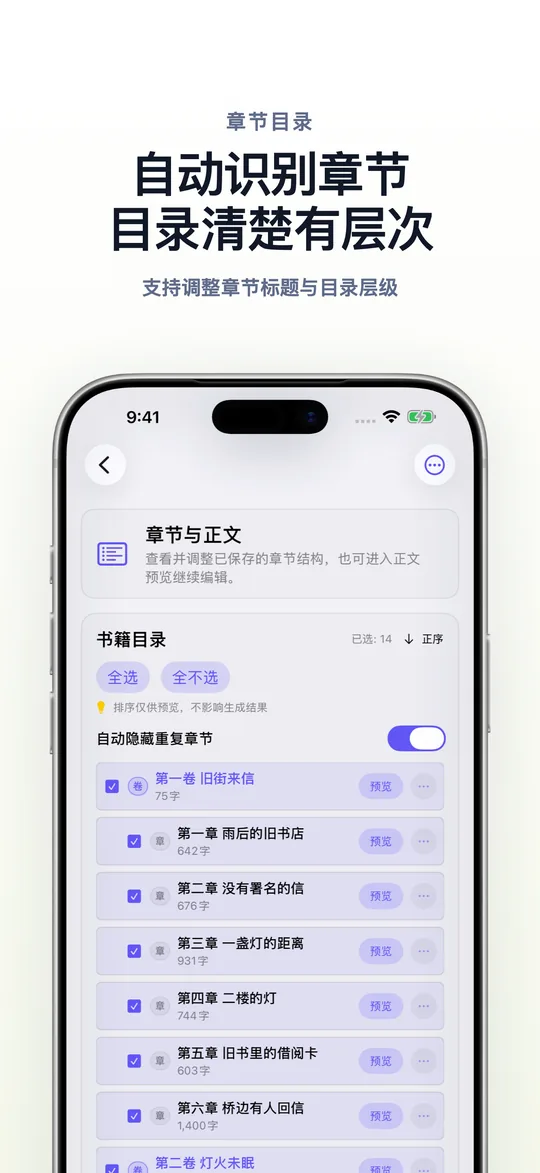 章节目录
自动识别章节
目录清楚有层次
支持调整章节标题与目录层级
9:41
章节与正文
查看并调整已保存的章节结构，也可进入正文
预览继续编辑。
书籍目录
已选: 14 ↓ 正序
全选 全不选
排序仅供预览，不影响生成结果
自动隐藏重复章节
卷 第一卷 旧街来信 预览
75字
章 第一章 雨后的旧书店 预览
642字
章 第二章 没有署名的信 预览
676字
章 第三章 一盏灯的距离 预览
931字
章 第四章 二楼的灯 预览
744字
章 第五章 旧书里的借阅卡 预览
603字
章 第六章 桥边有人回信 预览
1,400字
卷 第二卷 灯火未眠 预览